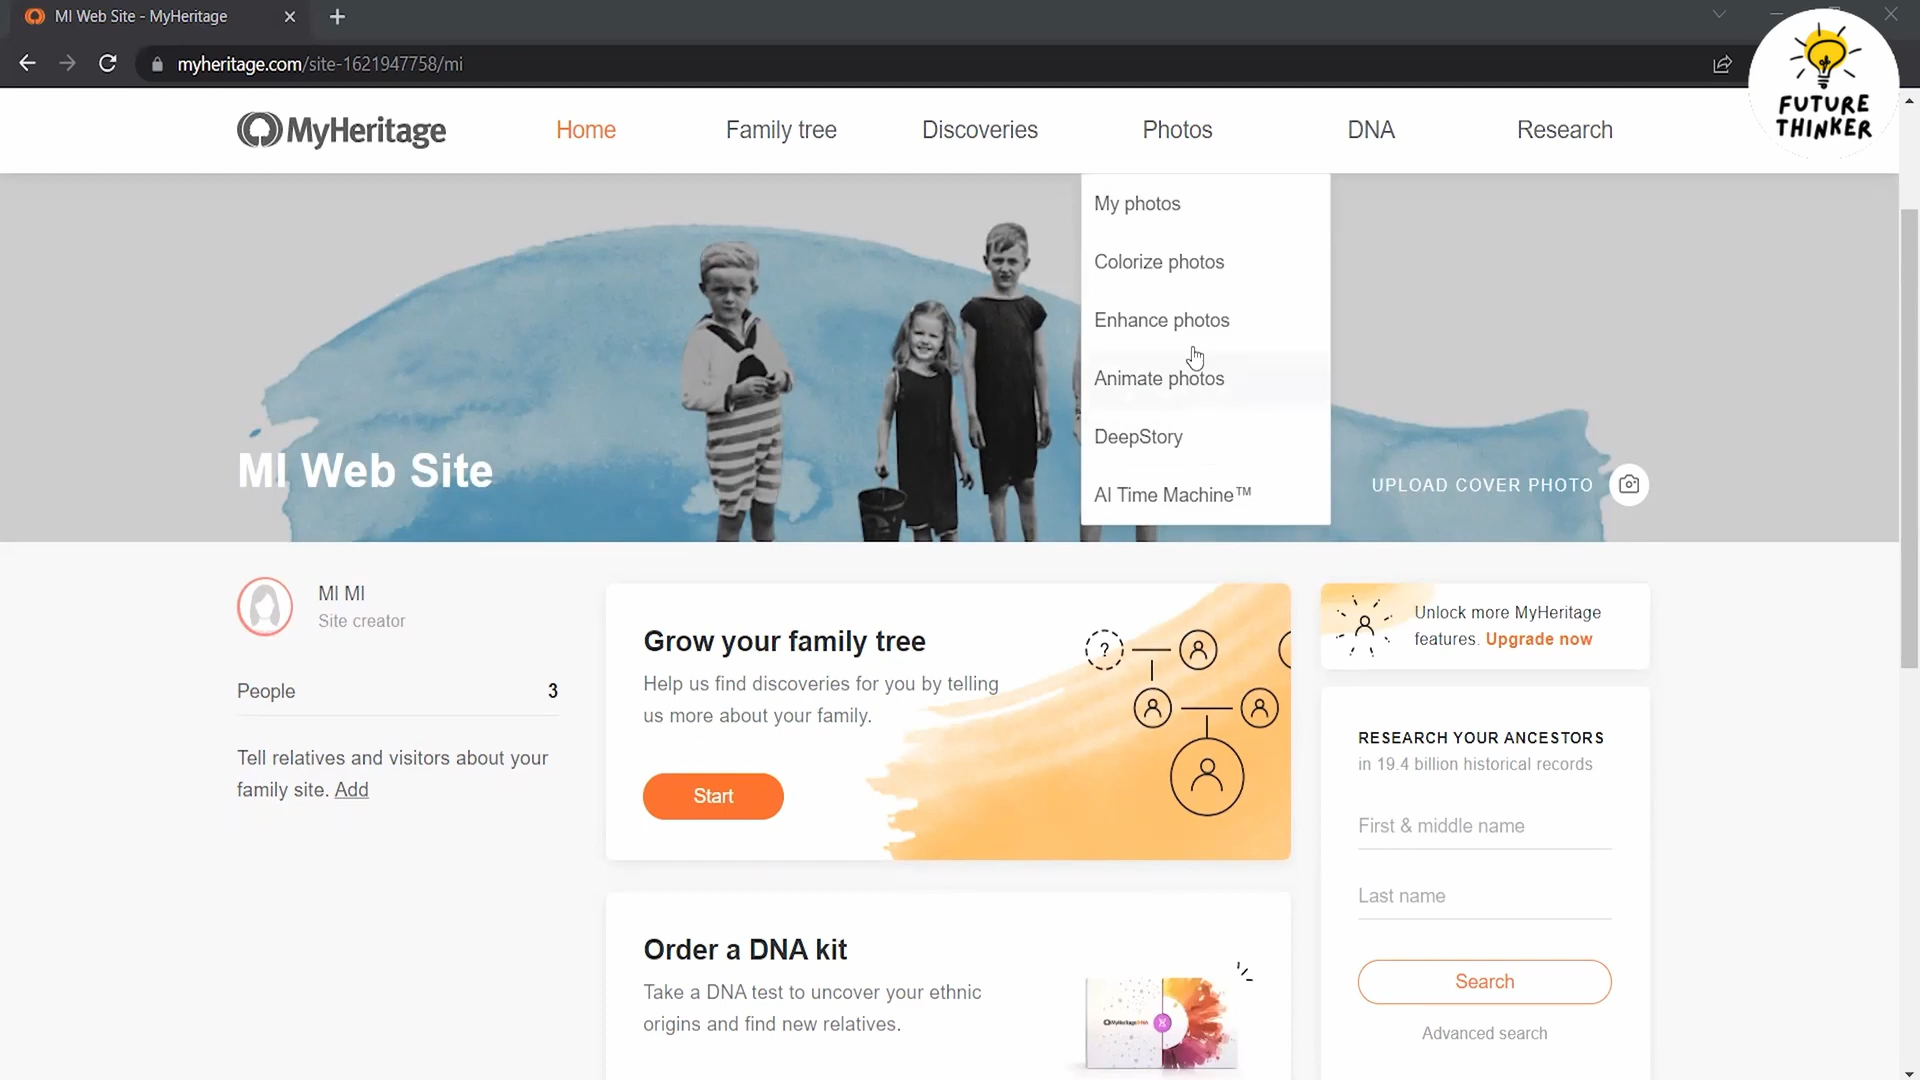 MI Web Site - MyHeritage
myheritage.com/site-1621947758/mi
FUTURE
THINKER
MyHeritage
Home
Family tree
Discoveries
Photos
DNA
Research
My photos
Colorize photos
Enhance photos
Animate photos
DeepStory
AI Time Machine™
MI Web Site
UPLOAD COVER PHOTO
MI MI
Site creator
People 3
Tell relatives and visitors about your
family site. Add
Grow your family tree
Help us find discoveries for you by telling
us more about your family.
?
Start
Order a DNA kit
Take a DNA test to uncover your ethnic
origins and find new relatives.
MyHeritageDNA
Unlock more MyHeritage
features. Upgrade now
RESEARCH YOUR ANCESTORS
in 19.4 billion historical records
First & middle name
Last name
Search
Advanced search